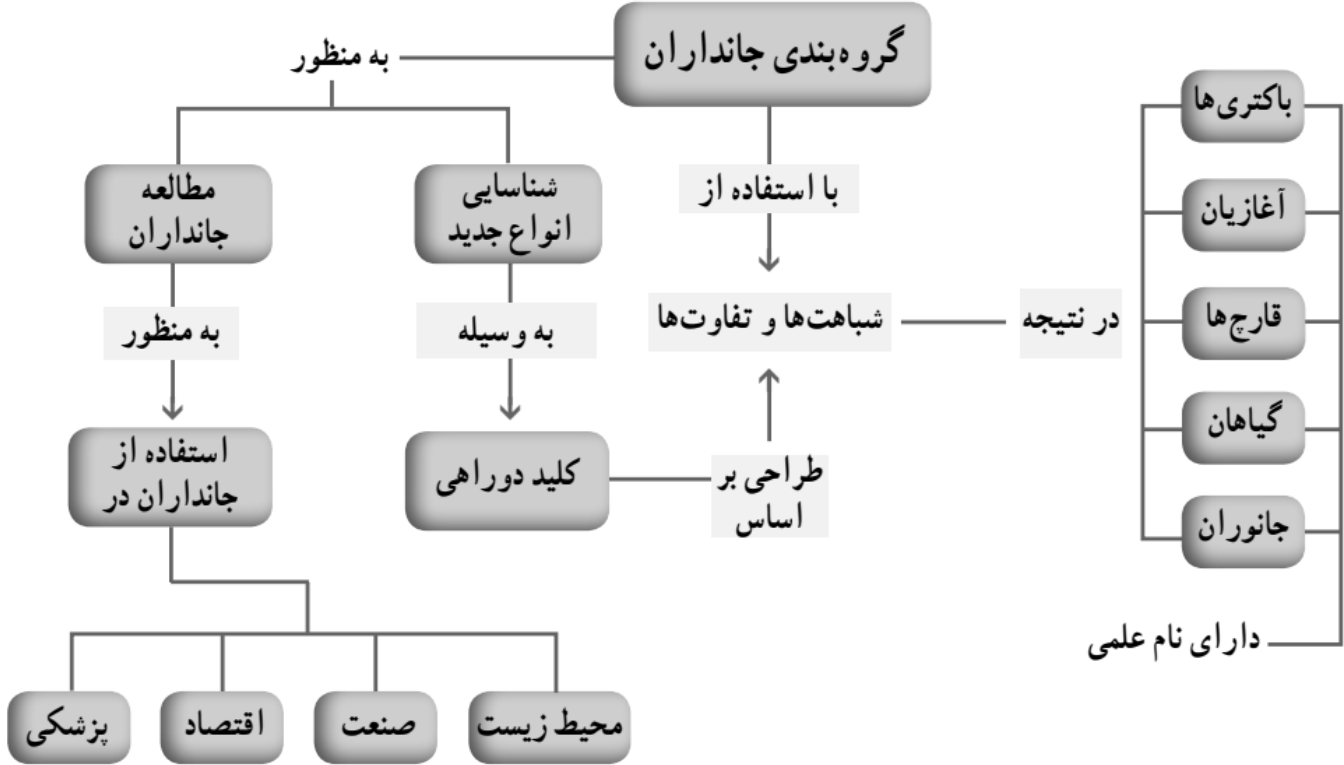 گروه‌بندی جانداران
به منظور
باکتری‌ها
مطالعه
جانداران
شناسایی
انواع جدید
با استفاده از
آغازیان
به منظور
به وسیله
شباهت‌ها و تفاوت‌ها
در نتیجه
قارچ‌ها
گیاهان
استفاده از
جانداران در
کلید دوراهی
طراحی بر
اساس
جانوران
دارای نام علمی
محیط زیست
صنعت
اقتصاد
پزشکی